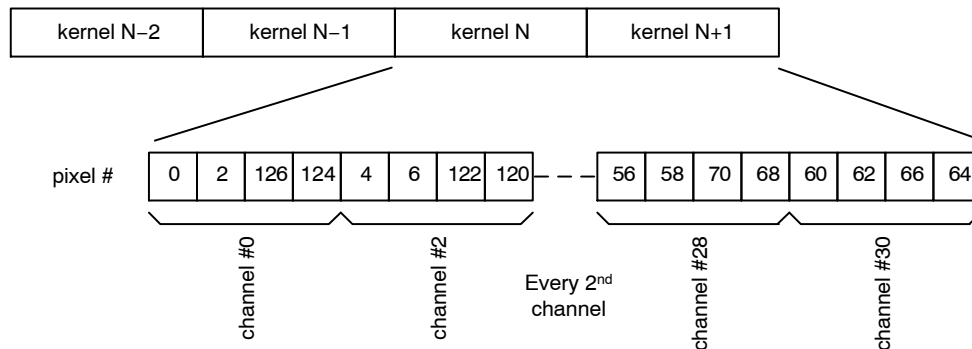 kernel N−2 kernel N−1 kernel N kernel N+1
pixel # 0 2 126 124 4 6 122 120 56 58 70 68 60 62 66 64
channel #0 channel #2 channel #28 channel #30
Every 2nd
channel